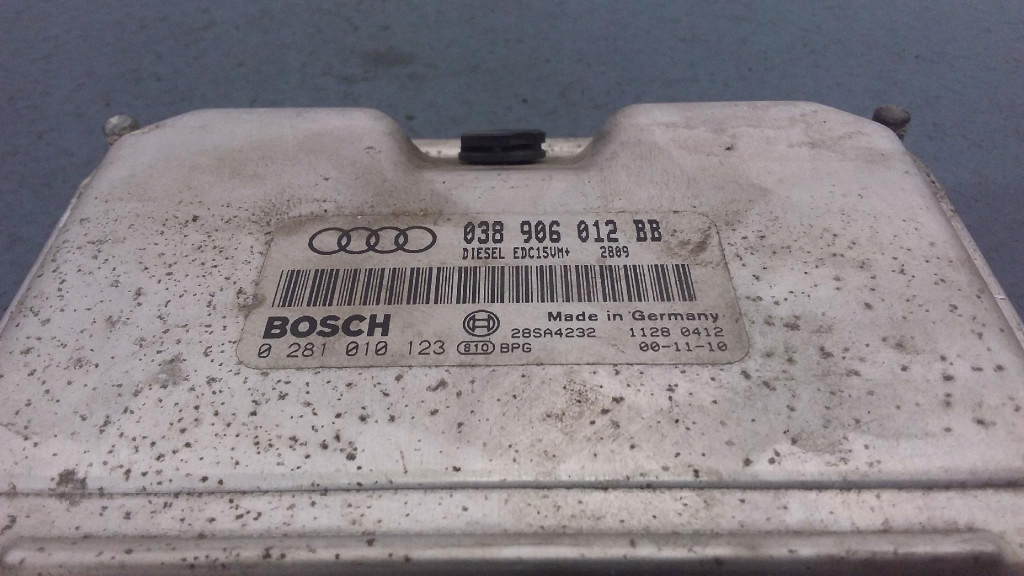 038 906 012 BB
DIESEL EDC15VM+ 2809
BOSCH Made in Germany
28SA4232 1128 0412
0 281 010 123 810 BPG 00-11-10